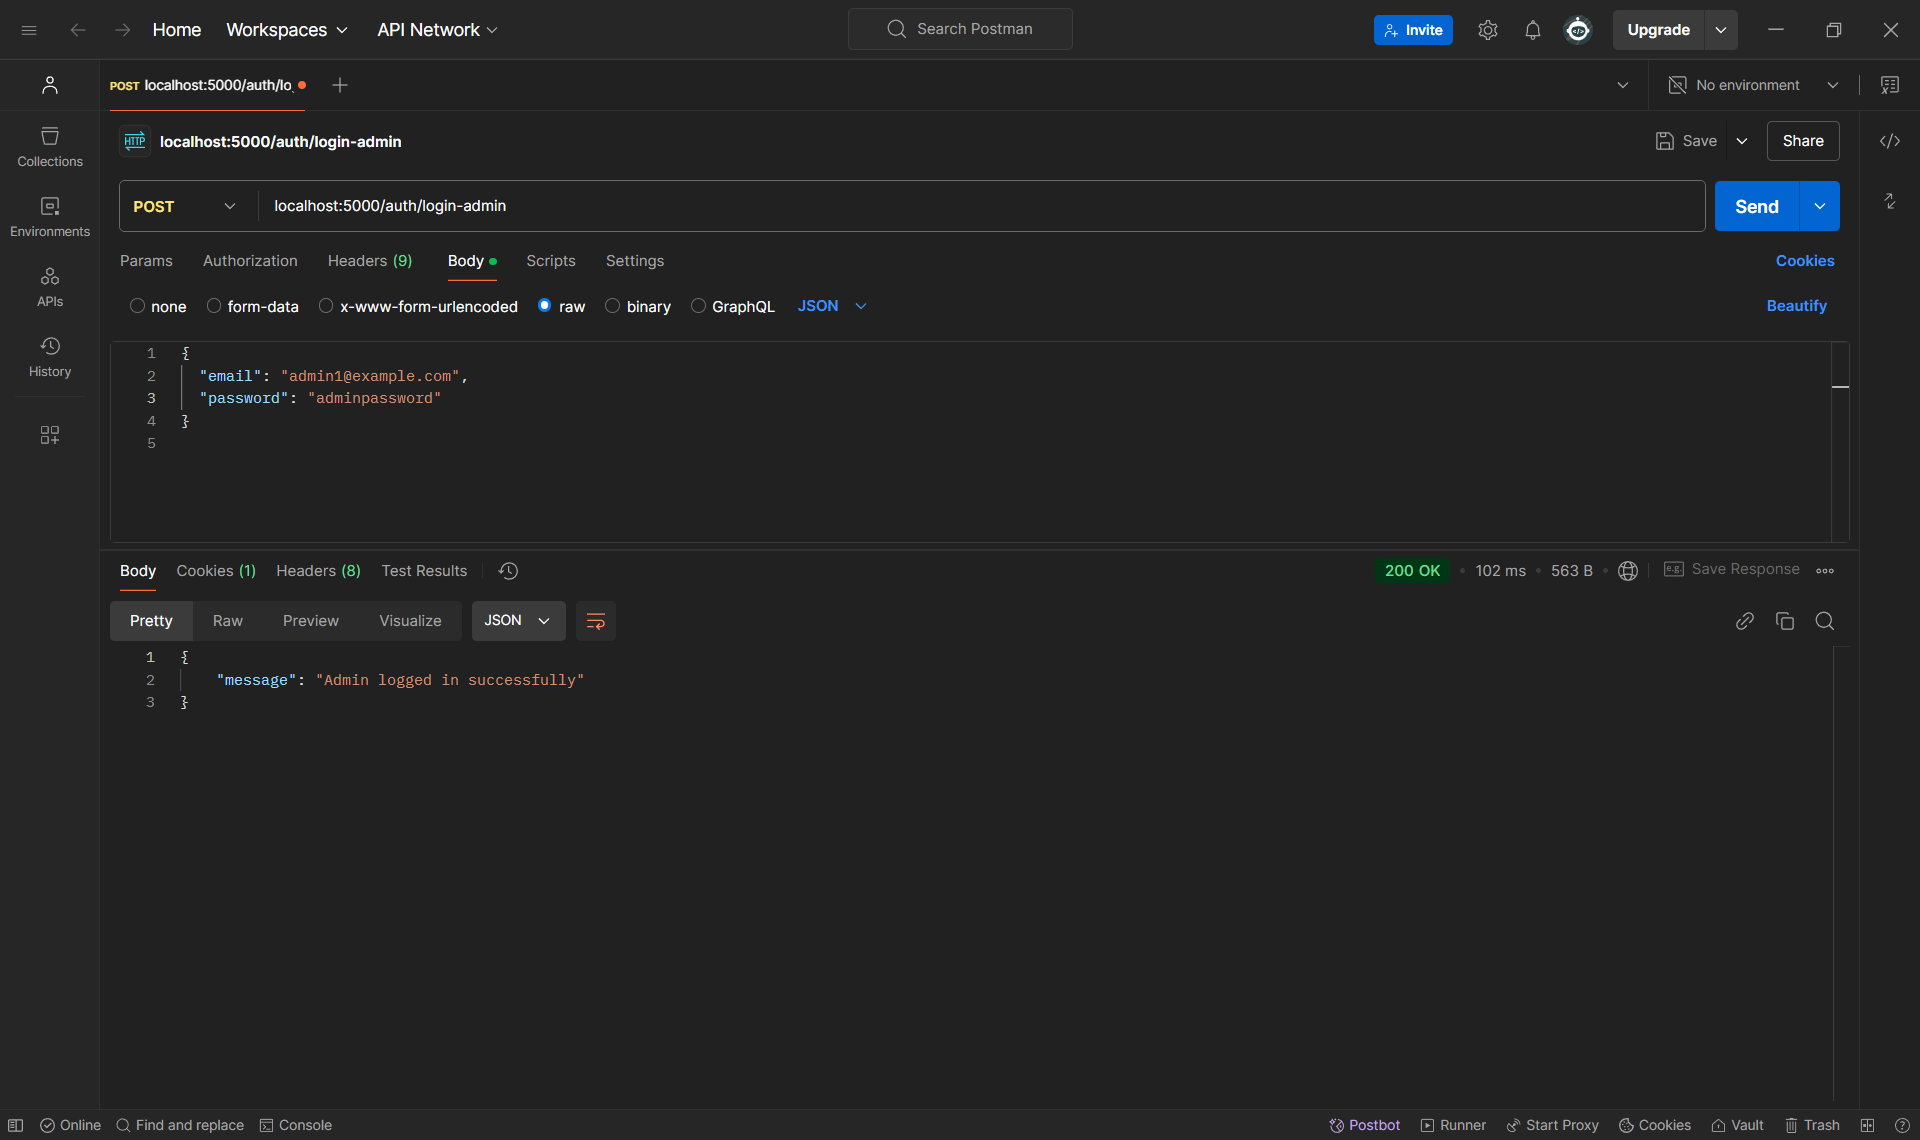 Home Workspaces API Network Search Postman Invite Upgrade
POST localhost:5000/auth/lo No environment
HTTP localhost:5000/auth/login-admin Save Share
Collections
POST localhost:5000/auth/login-admin Send
Environments
Params Authorization Headers (9) Body Scripts Settings Cookies
APIs
none form-data x-www-form-urlencoded raw binary GraphQL JSON Beautify
History
1 {
2 "email": "admin1@example.com",
3 "password": "adminpassword"
4 }
5
Body Cookies (1) Headers (8) Test Results 200 OK • 102 ms • 563 B • e.g. Save Response
Pretty Raw Preview Visualize JSON
1 {
2 "message": "Admin logged in successfully"
3 }
Online Find and replace Console Postbot Runner Start Proxy Cookies Vault Trash